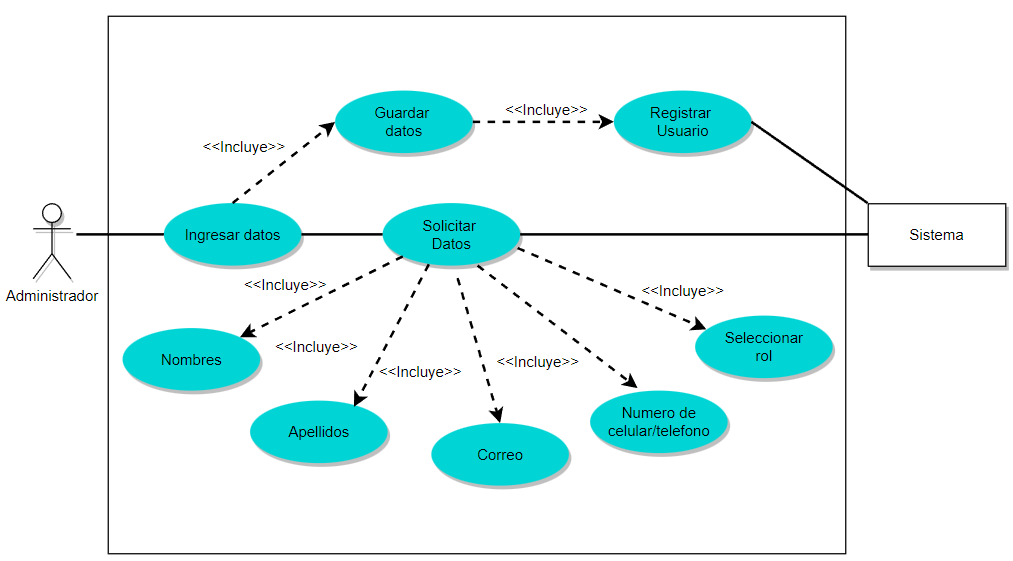 Guardar
datos
<<Incluye>>
Registrar
Usuario
<<Incluye>>
Administrador
Ingresar datos
Solicitar
Datos
Sistema
<<Incluye>>
<<Incluye>>
<<Incluye>>
<<Incluye>>
<<Incluye>>
Nombres
Apellidos
Correo
Numero de
celular/telefono
Seleccionar
rol